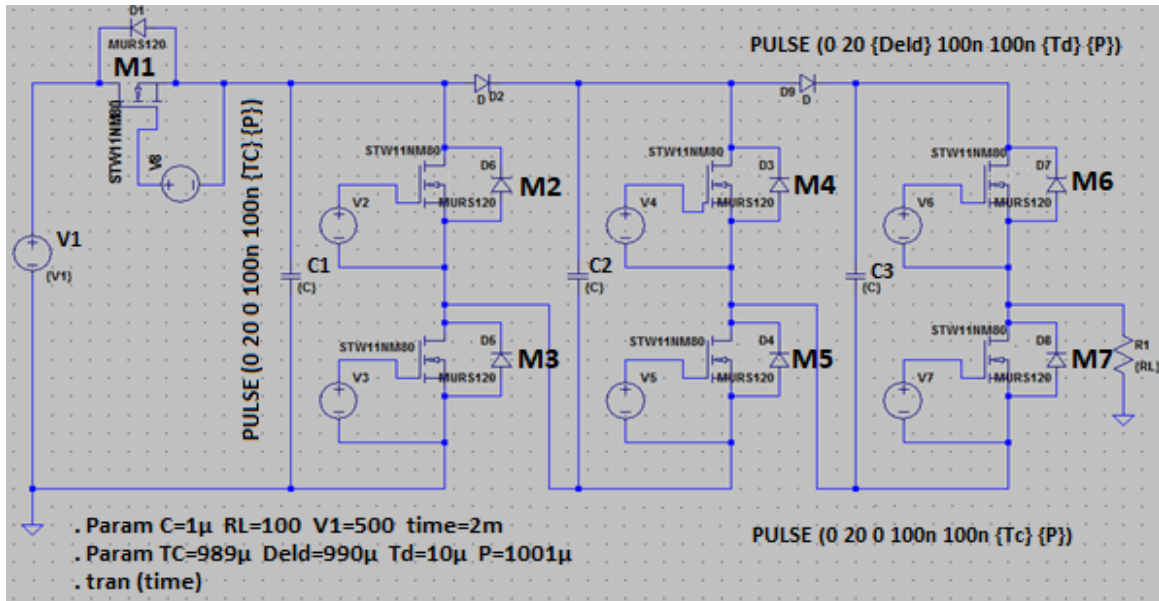 D1
MURS120
M1
STW11NM80
V8
V1
(V1)
PULSE (0 20 0 100n 100n {TC} {P})
PULSE (0 20 {Deld} 100n 100n {Td} {P})
D D2
D9 D
STW11NM80
D6
M2
V2
MURS120
C1
(C)
STW11NM80
D5
M3
V3
MURS120
STW11NM80
D3
M4
V4
MURS120
C2
(C)
STW11NM80
D4
M5
V5
MURS120
STW11NM80
D7
M6
V6
MURS120
C3
(C)
STW11NM80
D8
M7
V7
MURS120
R1
(RL)
. Param C=1µ RL=100 V1=500 time=2m
. Param TC=989µ Deld=990µ Td=10µ P=1001µ
. tran (time)
PULSE (0 20 0 100n 100n {Tc} {P})